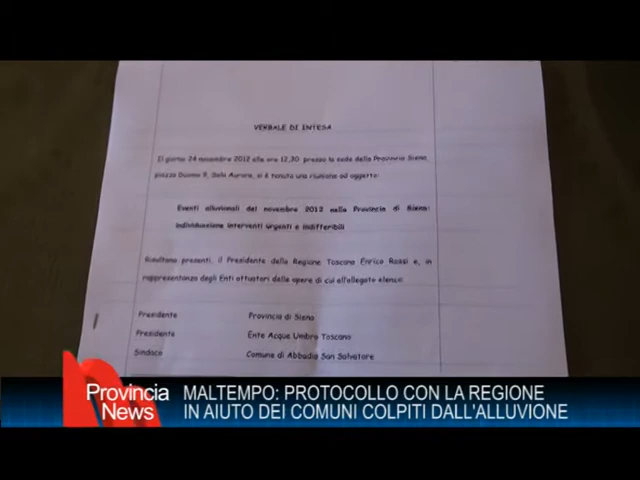 VERBALE DI INTESA
Il giorno 24 novembre 2012 alle ore 12,30 presso la sede della Provincia Siena,
piazza Duomo 9, Sala Aurora, si è tenuta una riunione ad oggetto:
Eventi alluvionali del novembre 2012 nella Provincia di Siena:
individuazione interventi urgenti e indifferibili
Risultano presenti, il Presidente della Regione Toscana Enrico Rossi e, in
rappresentanza degli Enti attuatori delle opere di cui all'allegato elenco:
Presidente Provincia di Siena
Presidente Ente Acque Umbro Toscano
Sindaco Comune di Abbadia San Salvatore
Provincia
News
MALTEMPO: PROTOCOLLO CON LA REGIONE
IN AIUTO DEI COMUNI COLPITI DALL'ALLUVIONE